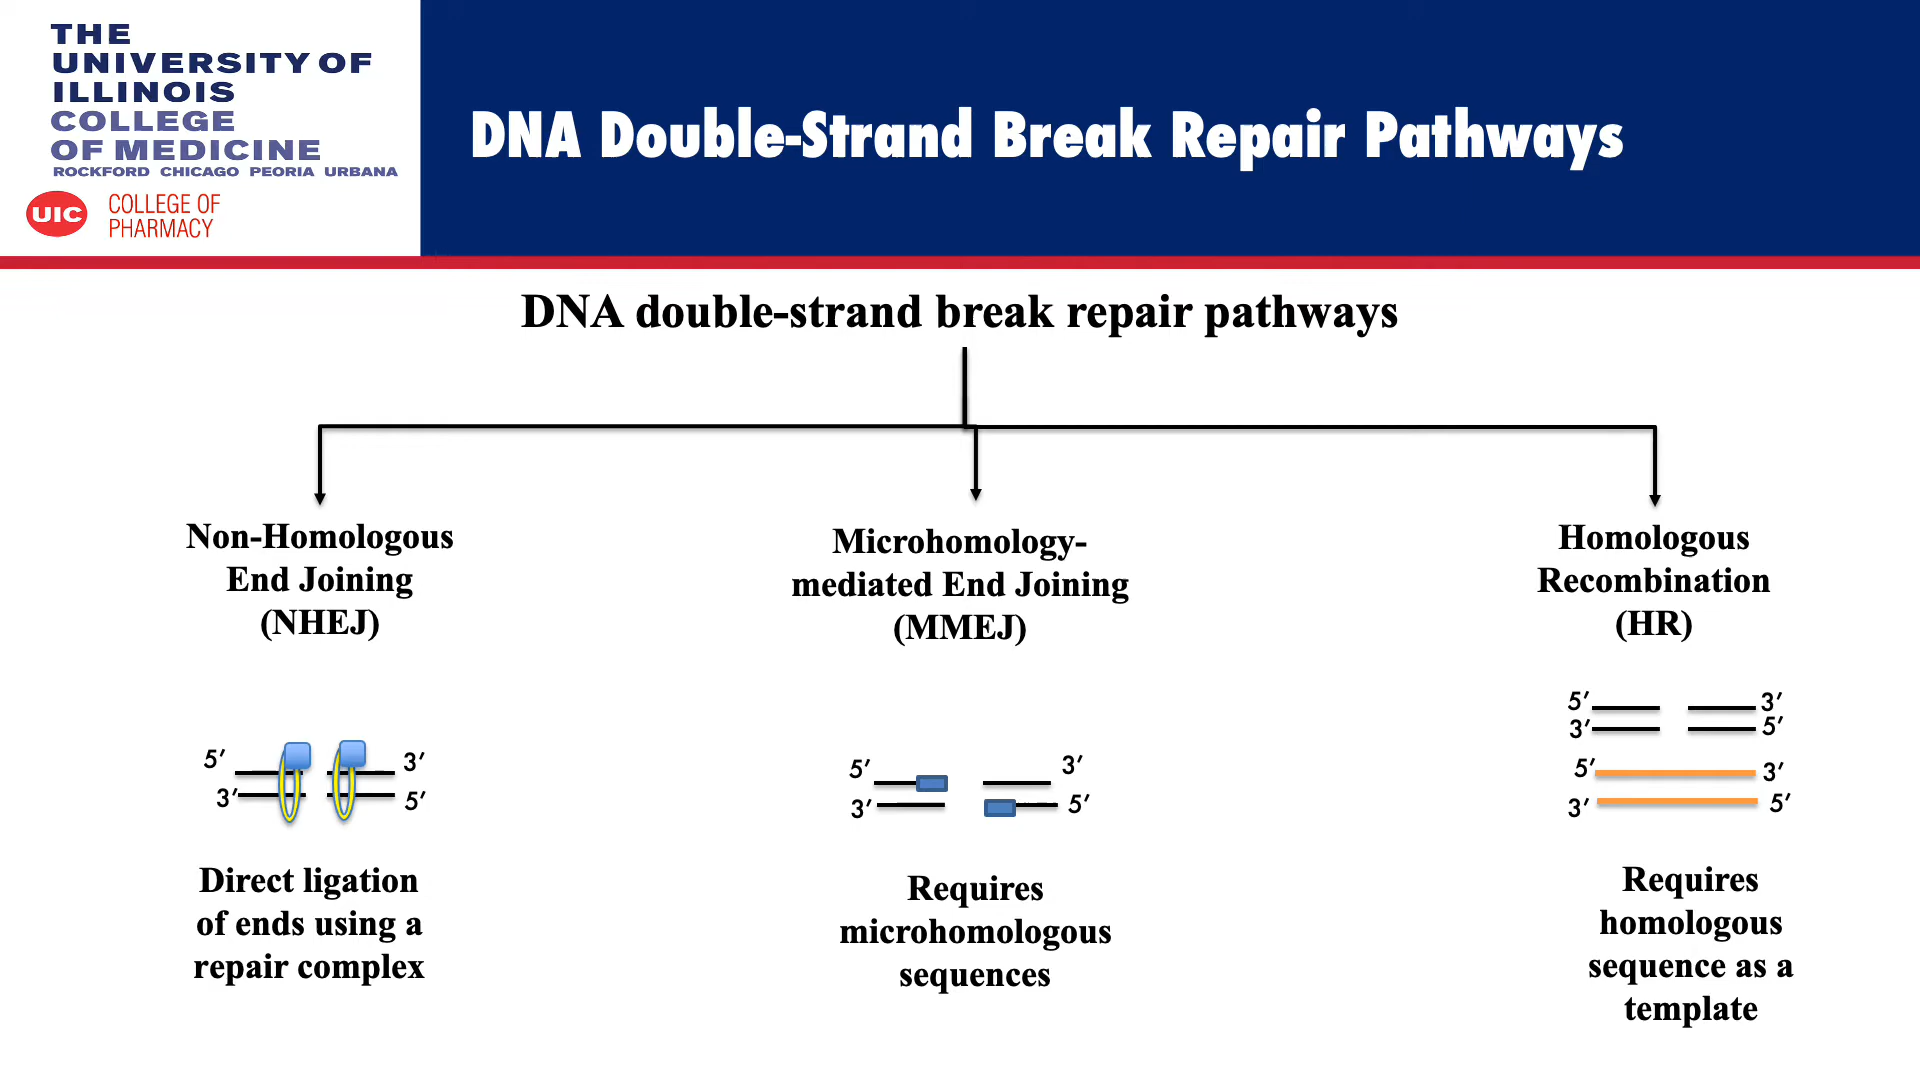 THE
UNIVERSITY OF
ILLINOIS
COLLEGE
OF MEDICINE
ROCKFORD CHICAGO PEORIA URBANA
UIC
COLLEGE OF
PHARMACY
DNA Double-Strand Break Repair Pathways
DNA double-strand break repair pathways
Non-Homologous
End Joining
(NHEJ)
5′ 3′
3′ 5′
Direct ligation
of ends using a
repair complex
Microhomology-
mediated End Joining
(MMEJ)
5′ 3′
3′ 5′
Requires
microhomologous
sequences
Homologous
Recombination
(HR)
5′ 3′
3′ 5′
5′ 3′
3′ 5′
Requires
homologous
sequence as a
template